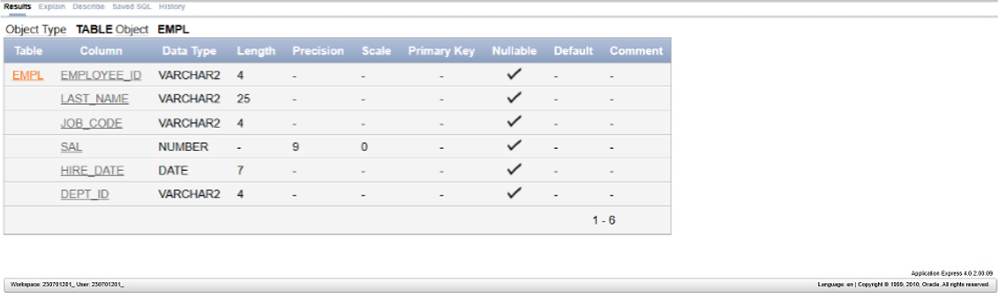 Results Explain Describe Saved SQL History
Object Type TABLE Object EMPL
Table Column Data Type Length Precision Scale Primary Key Nullable Default Comment
EMPL EMPLOYEE_ID VARCHAR2 4 - - - ✓ - -
LAST_NAME VARCHAR2 25 - - - ✓ - -
JOB_CODE VARCHAR2 4 - - - ✓ - -
SAL NUMBER - 9 0 - ✓ - -
HIRE_DATE DATE 7 - - - ✓ - -
DEPT_ID VARCHAR2 4 - - - ✓ - -
1 - 6
Application Express 4.0.2.00.09
Workspace: 230701201_ User: 230701201_ Language: en | Copyright © 1999, 2010, Oracle. All rights reserved.